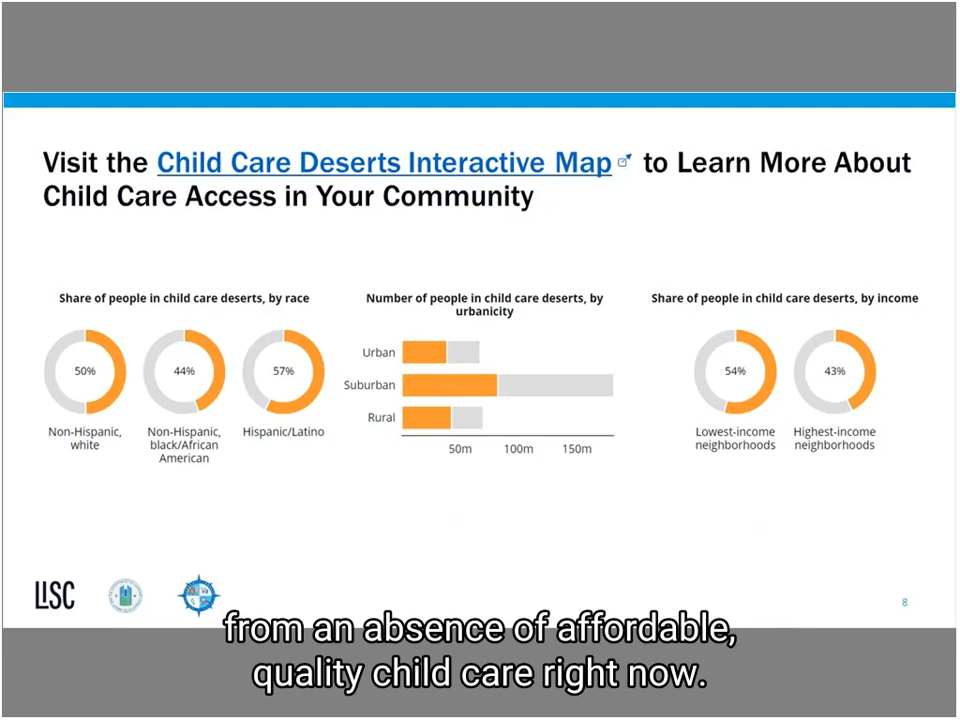 Visit the Child Care Deserts Interactive Map to Learn More About
Child Care Access in Your Community
Share of people in child care deserts, by race
50%
44%
57%
Non-Hispanic,
white
Non-Hispanic,
black/African
American
Hispanic/Latino
Number of people in child care deserts, by
urbanicity
Urban
Suburban
Rural
50m
100m
150m
Share of people in child care deserts, by income
54%
43%
Lowest-income
neighborhoods
Highest-income
neighborhoods
LISC
8
from an absence of affordable,
quality child care right now.